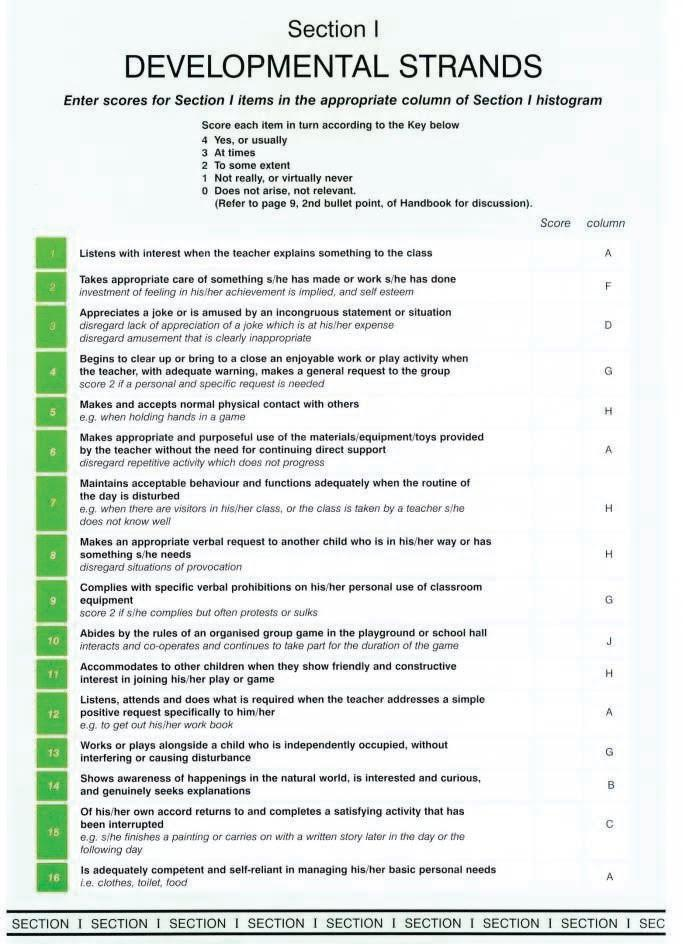 Section I
DEVELOPMENTAL STRANDS
Enter scores for Section I items in the appropriate column of Section I histogram
Score each item in turn according to the Key below
4 Yes, or usually
3 At times
2 To some extent
1 Not really, or virtually never
0 Does not arise, not relevant.
(Refer to page 9, 2nd bullet point, of Handbook for discussion).
Score column
1 Listens with interest when the teacher explains something to the class A
Takes appropriate care of something s/he has made or work s/he has done
2 investment of feeling in his/her achievement is implied, and self esteem F
Appreciates a joke or is amused by an incongruous statement or situation
3 disregard lack of appreciation of a joke which is at his/her expense D
disregard amusement that is clearly inappropriate
Begins to clear up or bring to a close an enjoyable work or play activity when
4 the teacher, with adequate warning, makes a general request to the group G
score 2 if a personal and specific request is needed
5 Makes and accepts normal physical contact with others H
e.g. when holding hands in a game
Makes appropriate and purposeful use of the materials/equipment/toys provided
6 by the teacher without the need for continuing direct support A
disregard repetitive activity which does not progress
Maintains acceptable behaviour and functions adequately when the routine of
the day is disturbed
7 e.g. when there are visitors in his/her class, or the class is taken by a teacher s/he H
does not know well
Makes an appropriate verbal request to another child who is in his/her way or has
8 something s/he needs H
disregard situations of provocation
Complies with specific verbal prohibitions on his/her personal use of classroom
9 equipment G
score 2 if s/he complies but often protests or sulks
10 Abides by the rules of an organised group game in the playground or school hall J
interacts and co-operates and continues to take part for the duration of the game
11 Accommodates to other children when they show friendly and constructive H
interest in joining his/her play or game
Listens, attends and does what is required when the teacher addresses a simple
12 positive request specifically to him/her A
e.g. to get out his/her work book
13 Works or plays alongside a child who is independently occupied, without G
interfering or causing disturbance
14 Shows awareness of happenings in the natural world, is interested and curious, B
and genuinely seeks explanations
Of his/her own accord returns to and completes a satisfying activity that has
15 been interrupted C
e.g. s/he finishes a painting or carries on with a written story later in the day or the
following day
16 Is adequately competent and self-reliant in managing his/her basic personal needs A
i.e. clothes, toilet, food
SECTION I SECTION I SECTION I SECTION I SECTION I SECTION I SECTION I SECTION I SEC